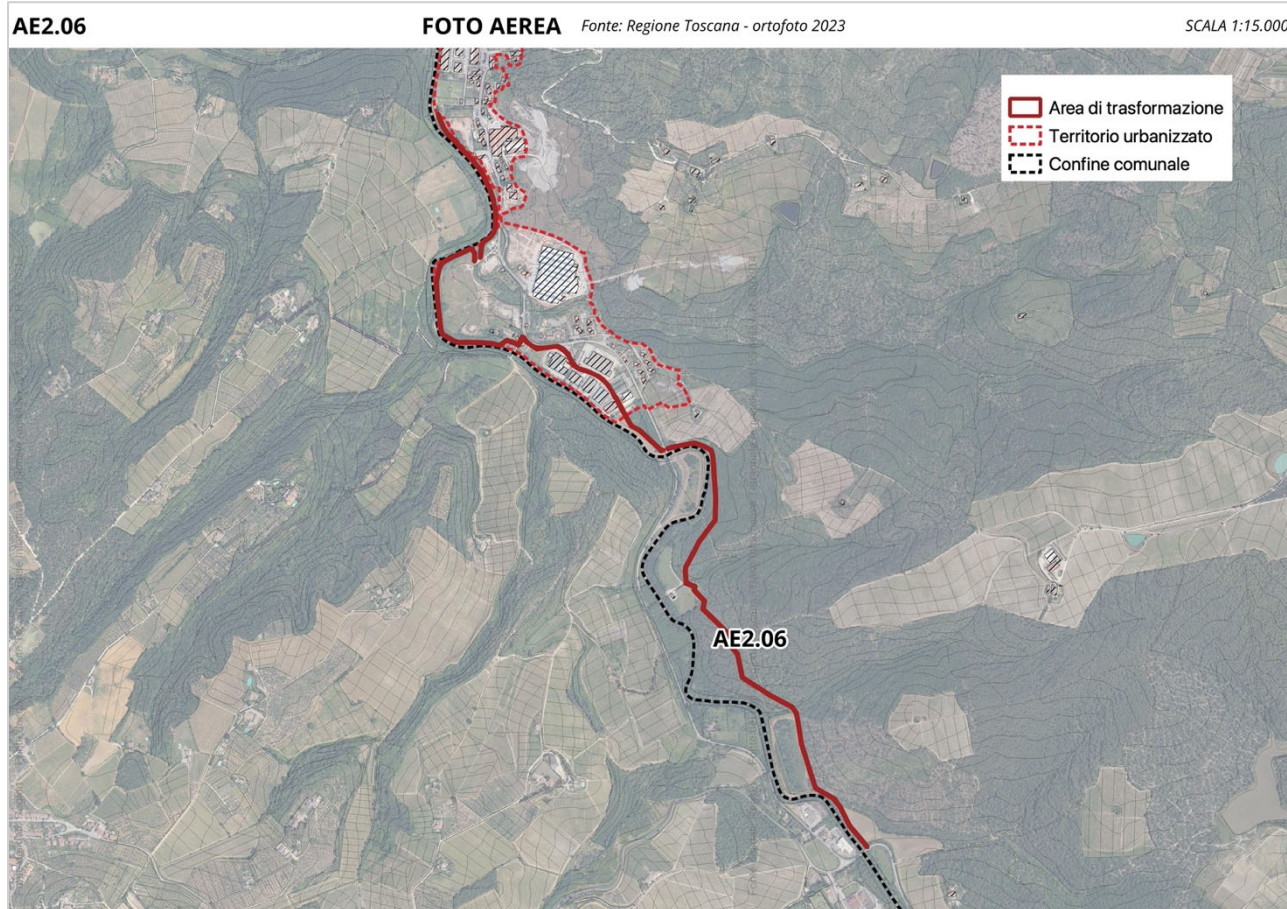 AE2.06 FOTO AEREA Fonte: Regione Toscana - ortofoto 2023 SCALA 1:15.000
Area di trasformazione
Territorio urbanizzato
Confine comunale
AE2.06